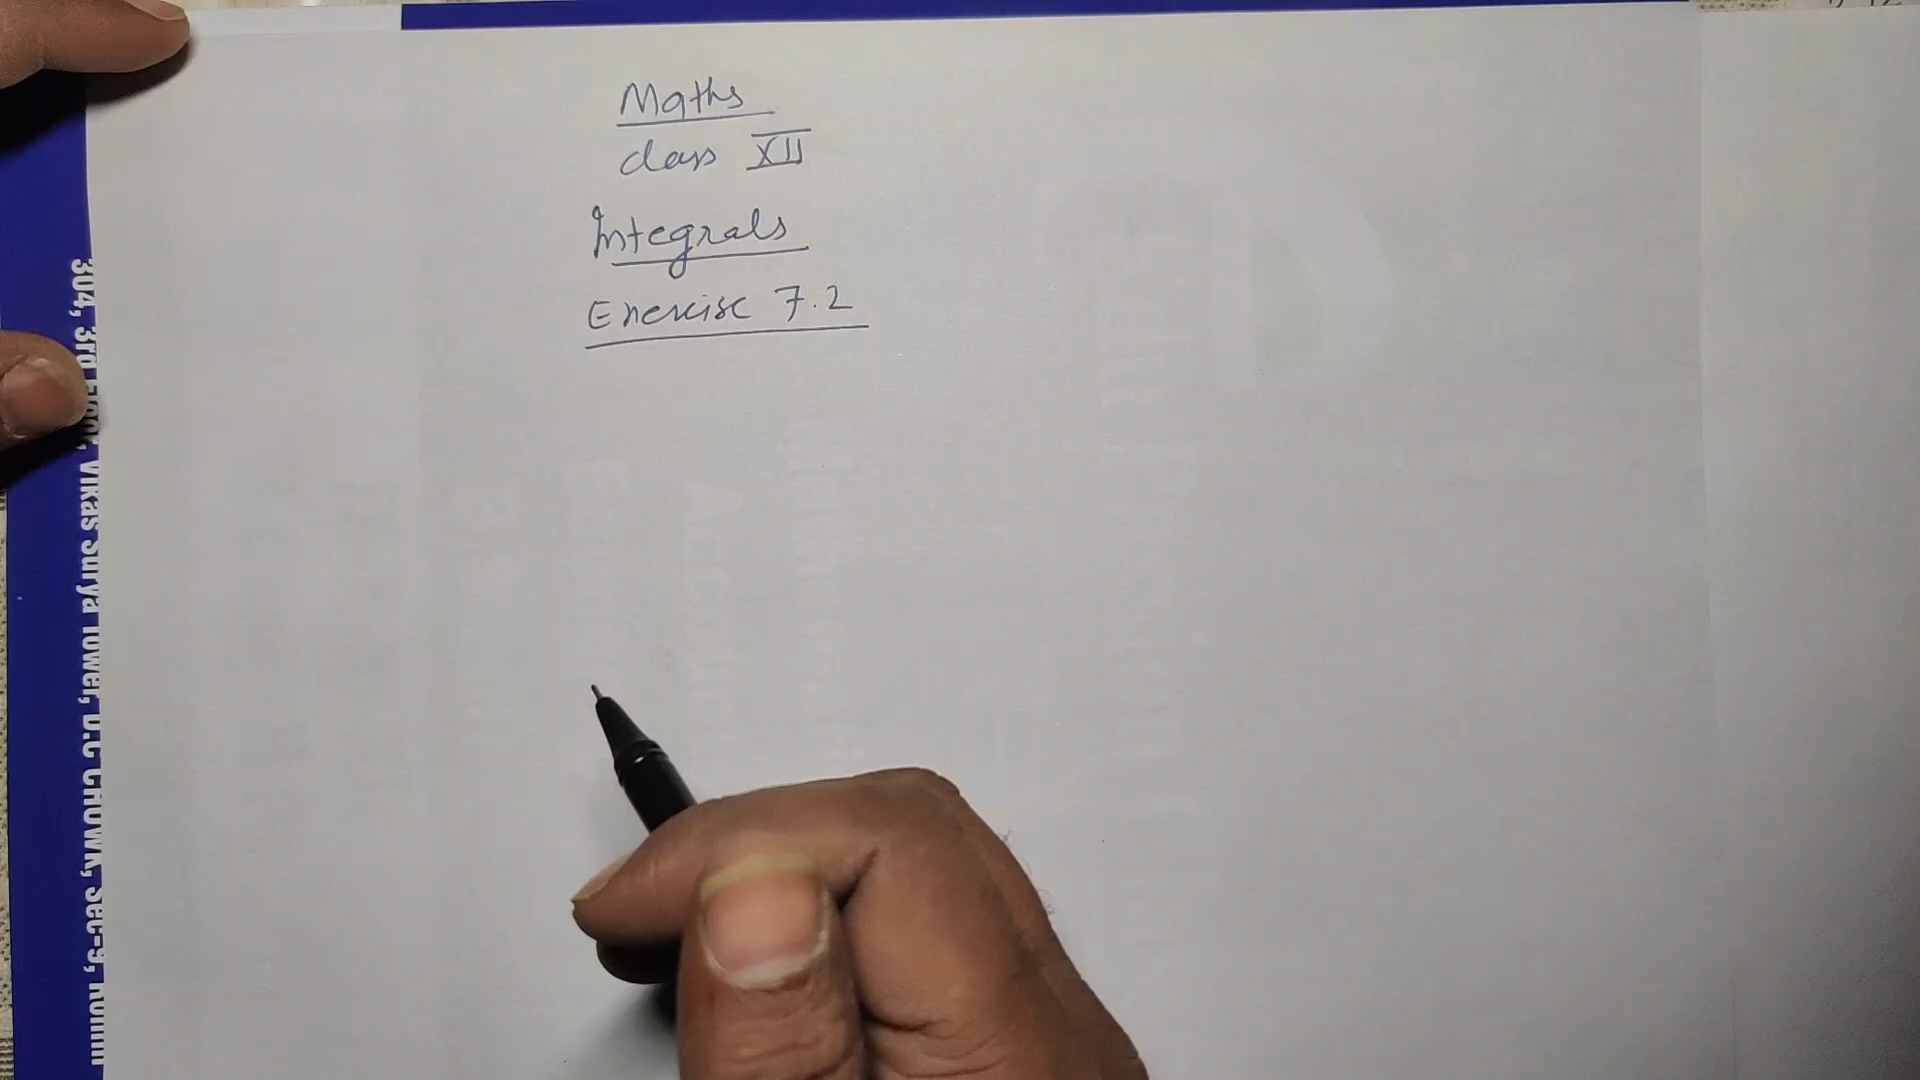 Maths
class XII
Integrals
Exercise 7.2
304, 3rd Floor, Vikas Surya Tower, D.C Chowk, Sec-9, Rohini